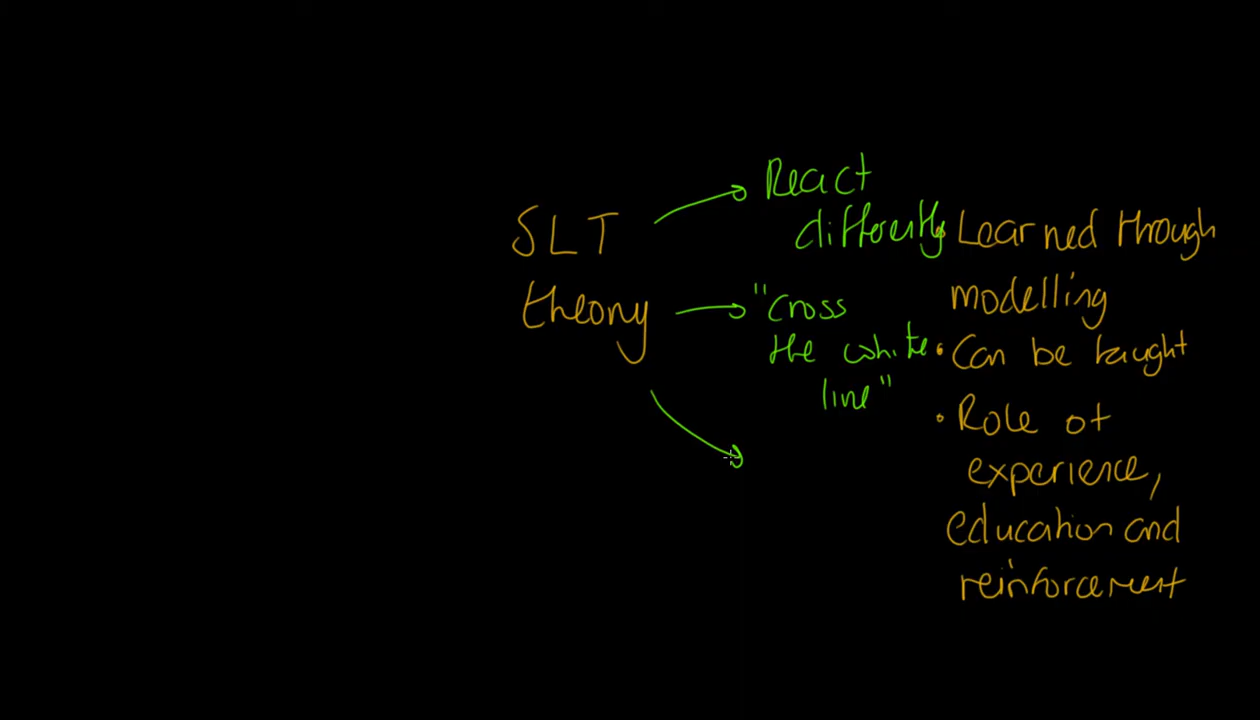 SLT
theory
React
differently
"Cross
the white
line"
• Learned through
modelling
• Can be taught
• Role of
experience,
education and
reinforcement